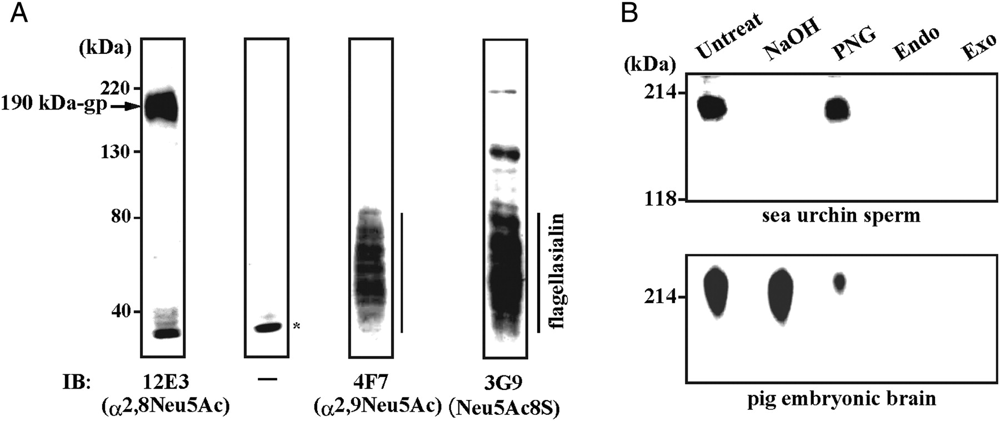 A
(kDa)
220
190 kDa-gp
130
80
40
*
flagellasialin
IB: 12E3 — 4F7 3G9
(α2,8Neu5Ac) (α2,9Neu5Ac) (Neu5Ac8S)
B
Untreat NaOH PNG Endo Exo
(kDa)
214
118
sea urchin sperm
214
pig embryonic brain